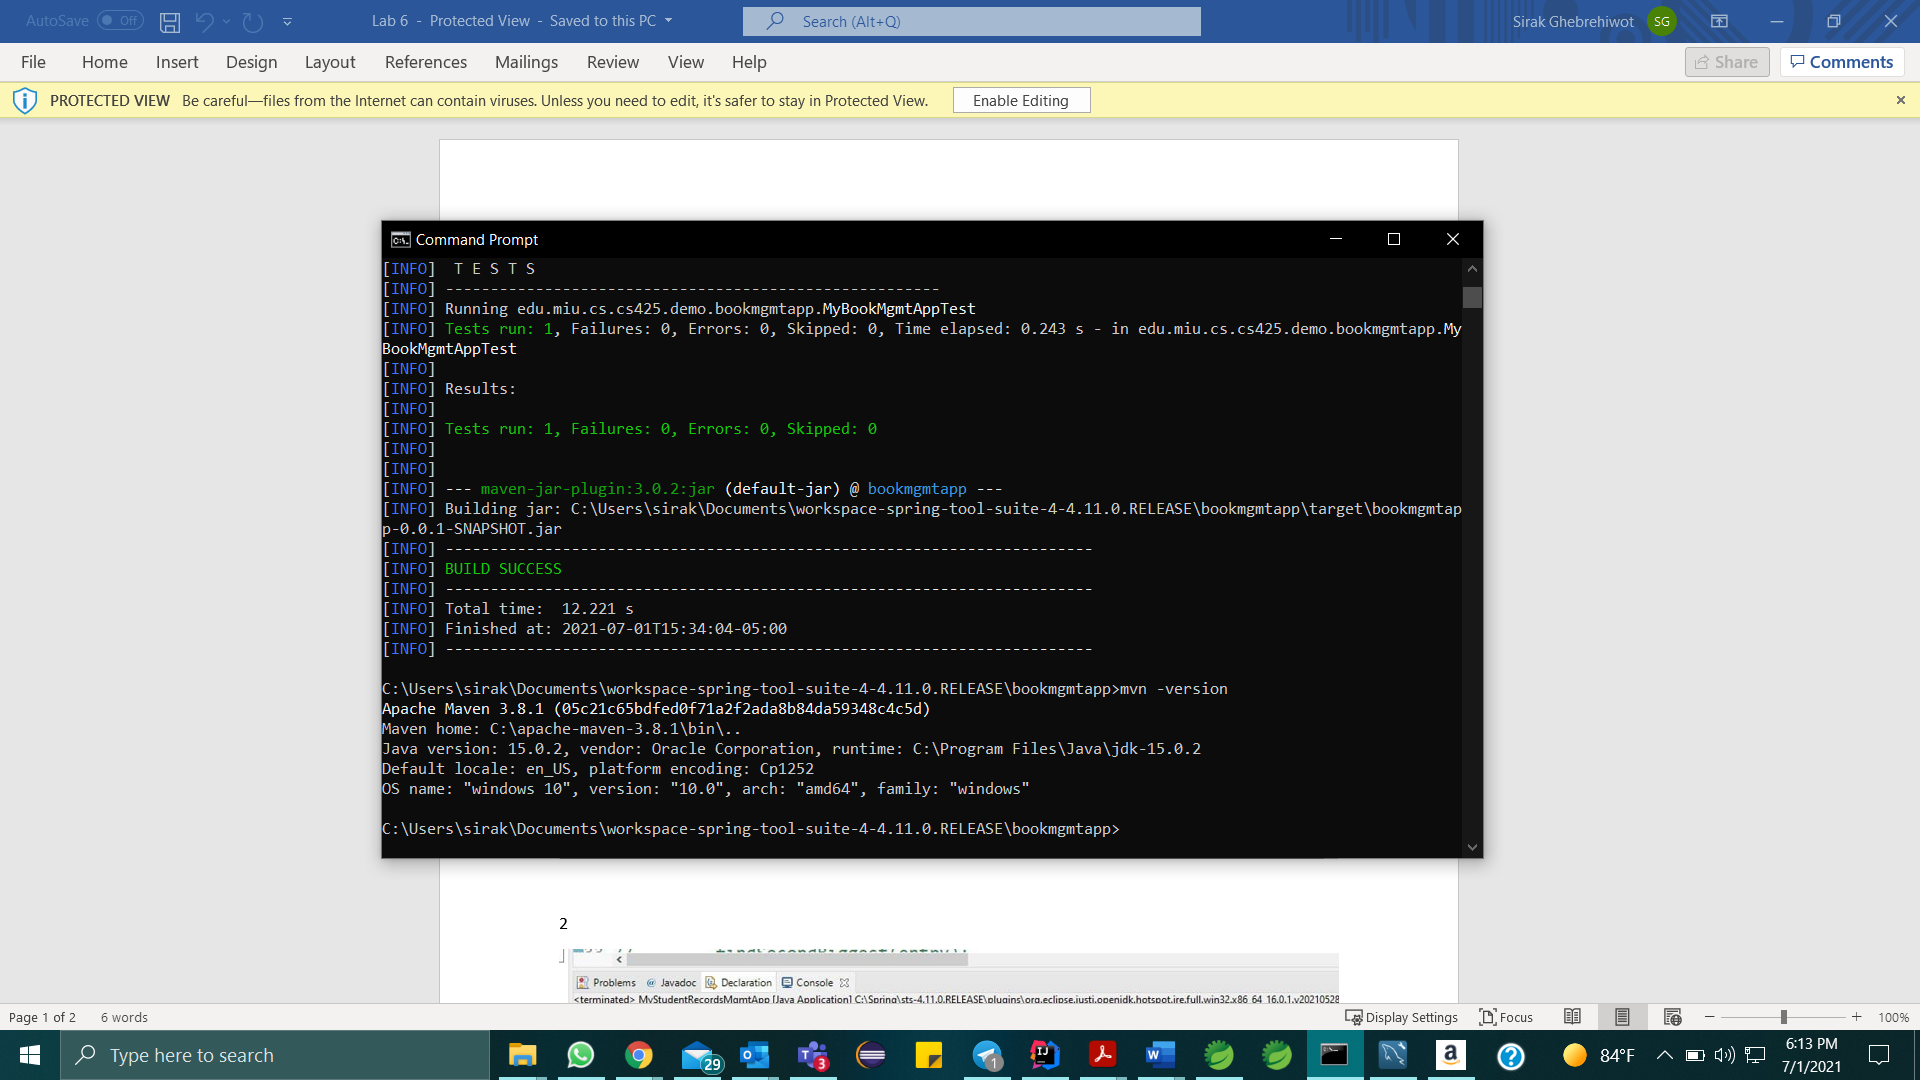 AutoSave Off
Lab 6 - Protected View - Saved to this PC
Search (Alt+Q)
Sirak Ghebrehiwot SG
File Home Insert Design Layout References Mailings Review View Help
Share Comments
PROTECTED VIEW Be careful—files from the Internet can contain viruses. Unless you need to edit, it's safer to stay in Protected View. Enable Editing
Command Prompt
[INFO]  T E S T S
[INFO] -------------------------------------------------------
[INFO] Running edu.miu.cs.cs425.demo.bookmgmtapp.MyBookMgmtAppTest
[INFO] Tests run: 1, Failures: 0, Errors: 0, Skipped: 0, Time elapsed: 0.243 s - in edu.miu.cs.cs425.demo.bookmgmtapp.My
BookMgmtAppTest
[INFO]
[INFO] Results:
[INFO]
[INFO] Tests run: 1, Failures: 0, Errors: 0, Skipped: 0
[INFO]
[INFO]
[INFO] --- maven-jar-plugin:3.0.2:jar (default-jar) @ bookmgmtapp ---
[INFO] Building jar: C:\Users\sirak\Documents\workspace-spring-tool-suite-4-4.11.0.RELEASE\bookmgmtapp\target\bookmgmtap
p-0.0.1-SNAPSHOT.jar
[INFO] ------------------------------------------------------------------------
[INFO] BUILD SUCCESS
[INFO] ------------------------------------------------------------------------
[INFO] Total time:  12.221 s
[INFO] Finished at: 2021-07-01T15:34:04-05:00
[INFO] ------------------------------------------------------------------------
C:\Users\sirak\Documents\workspace-spring-tool-suite-4-4.11.0.RELEASE\bookmgmtapp>mvn -version
Apache Maven 3.8.1 (05c21c65bdfed0f71a2f2ada8b84da59348c4c5d)
Maven home: C:\apache-maven-3.8.1\bin\..
Java version: 15.0.2, vendor: Oracle Corporation, runtime: C:\Program Files\Java\jdk-15.0.2
Default locale: en_US, platform encoding: Cp1252
OS name: "windows 10", version: "10.0", arch: "amd64", family: "windows"
C:\Users\sirak\Documents\workspace-spring-tool-suite-4-4.11.0.RELEASE\bookmgmtapp>
2
Problems Javadoc Declaration Console
<terminated> MyStudentRecordsMgmtApp [Java Application] C:\Spring\sts-4.11.0.RELEASE\plugins\org.eclipse.justj.openjdk.hotspot.jre.full.win32.x86_64_16.0.1.v20210528
Page 1 of 2 6 words
Display Settings Focus 100%
Type here to search
29
3
1
84°F
6:13 PM
7/1/2021